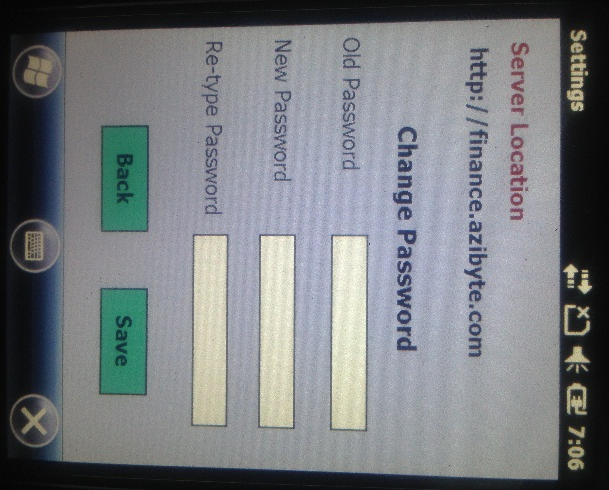 Settings 7:06
Server Location
http://finance.azibyte.com
Change Password
Old Password
New Password
Re-type Password
Back Save